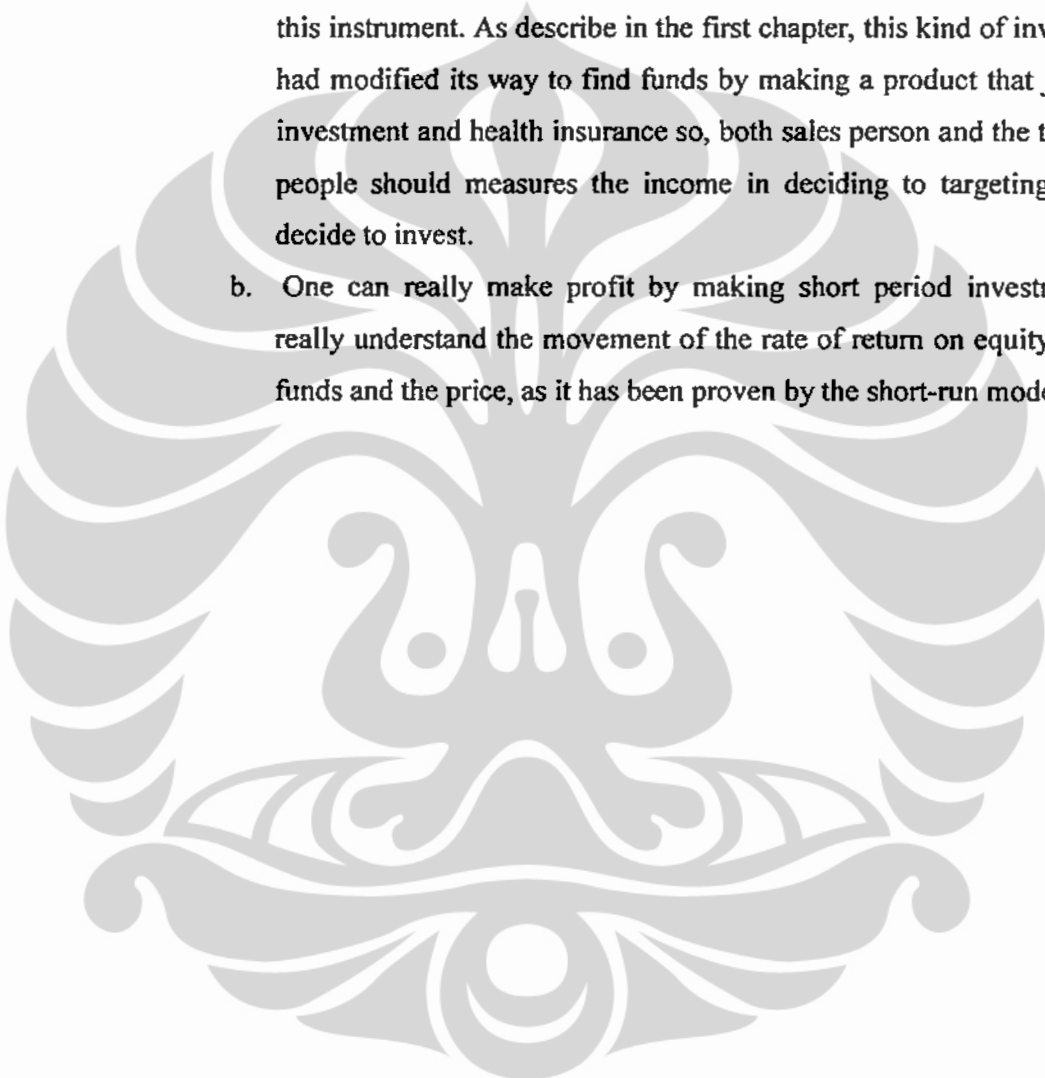 this instrument. As describe in the first chapter, this kind of
had modified its way to find funds by making a product that
investment and health insurance so, both sales person and the
people should measures the income in deciding to targeting
decide to invest.
b. One can really make profit by making short period
really understand the movement of the rate of return on equity
funds and the price, as it has been proven by the short-run